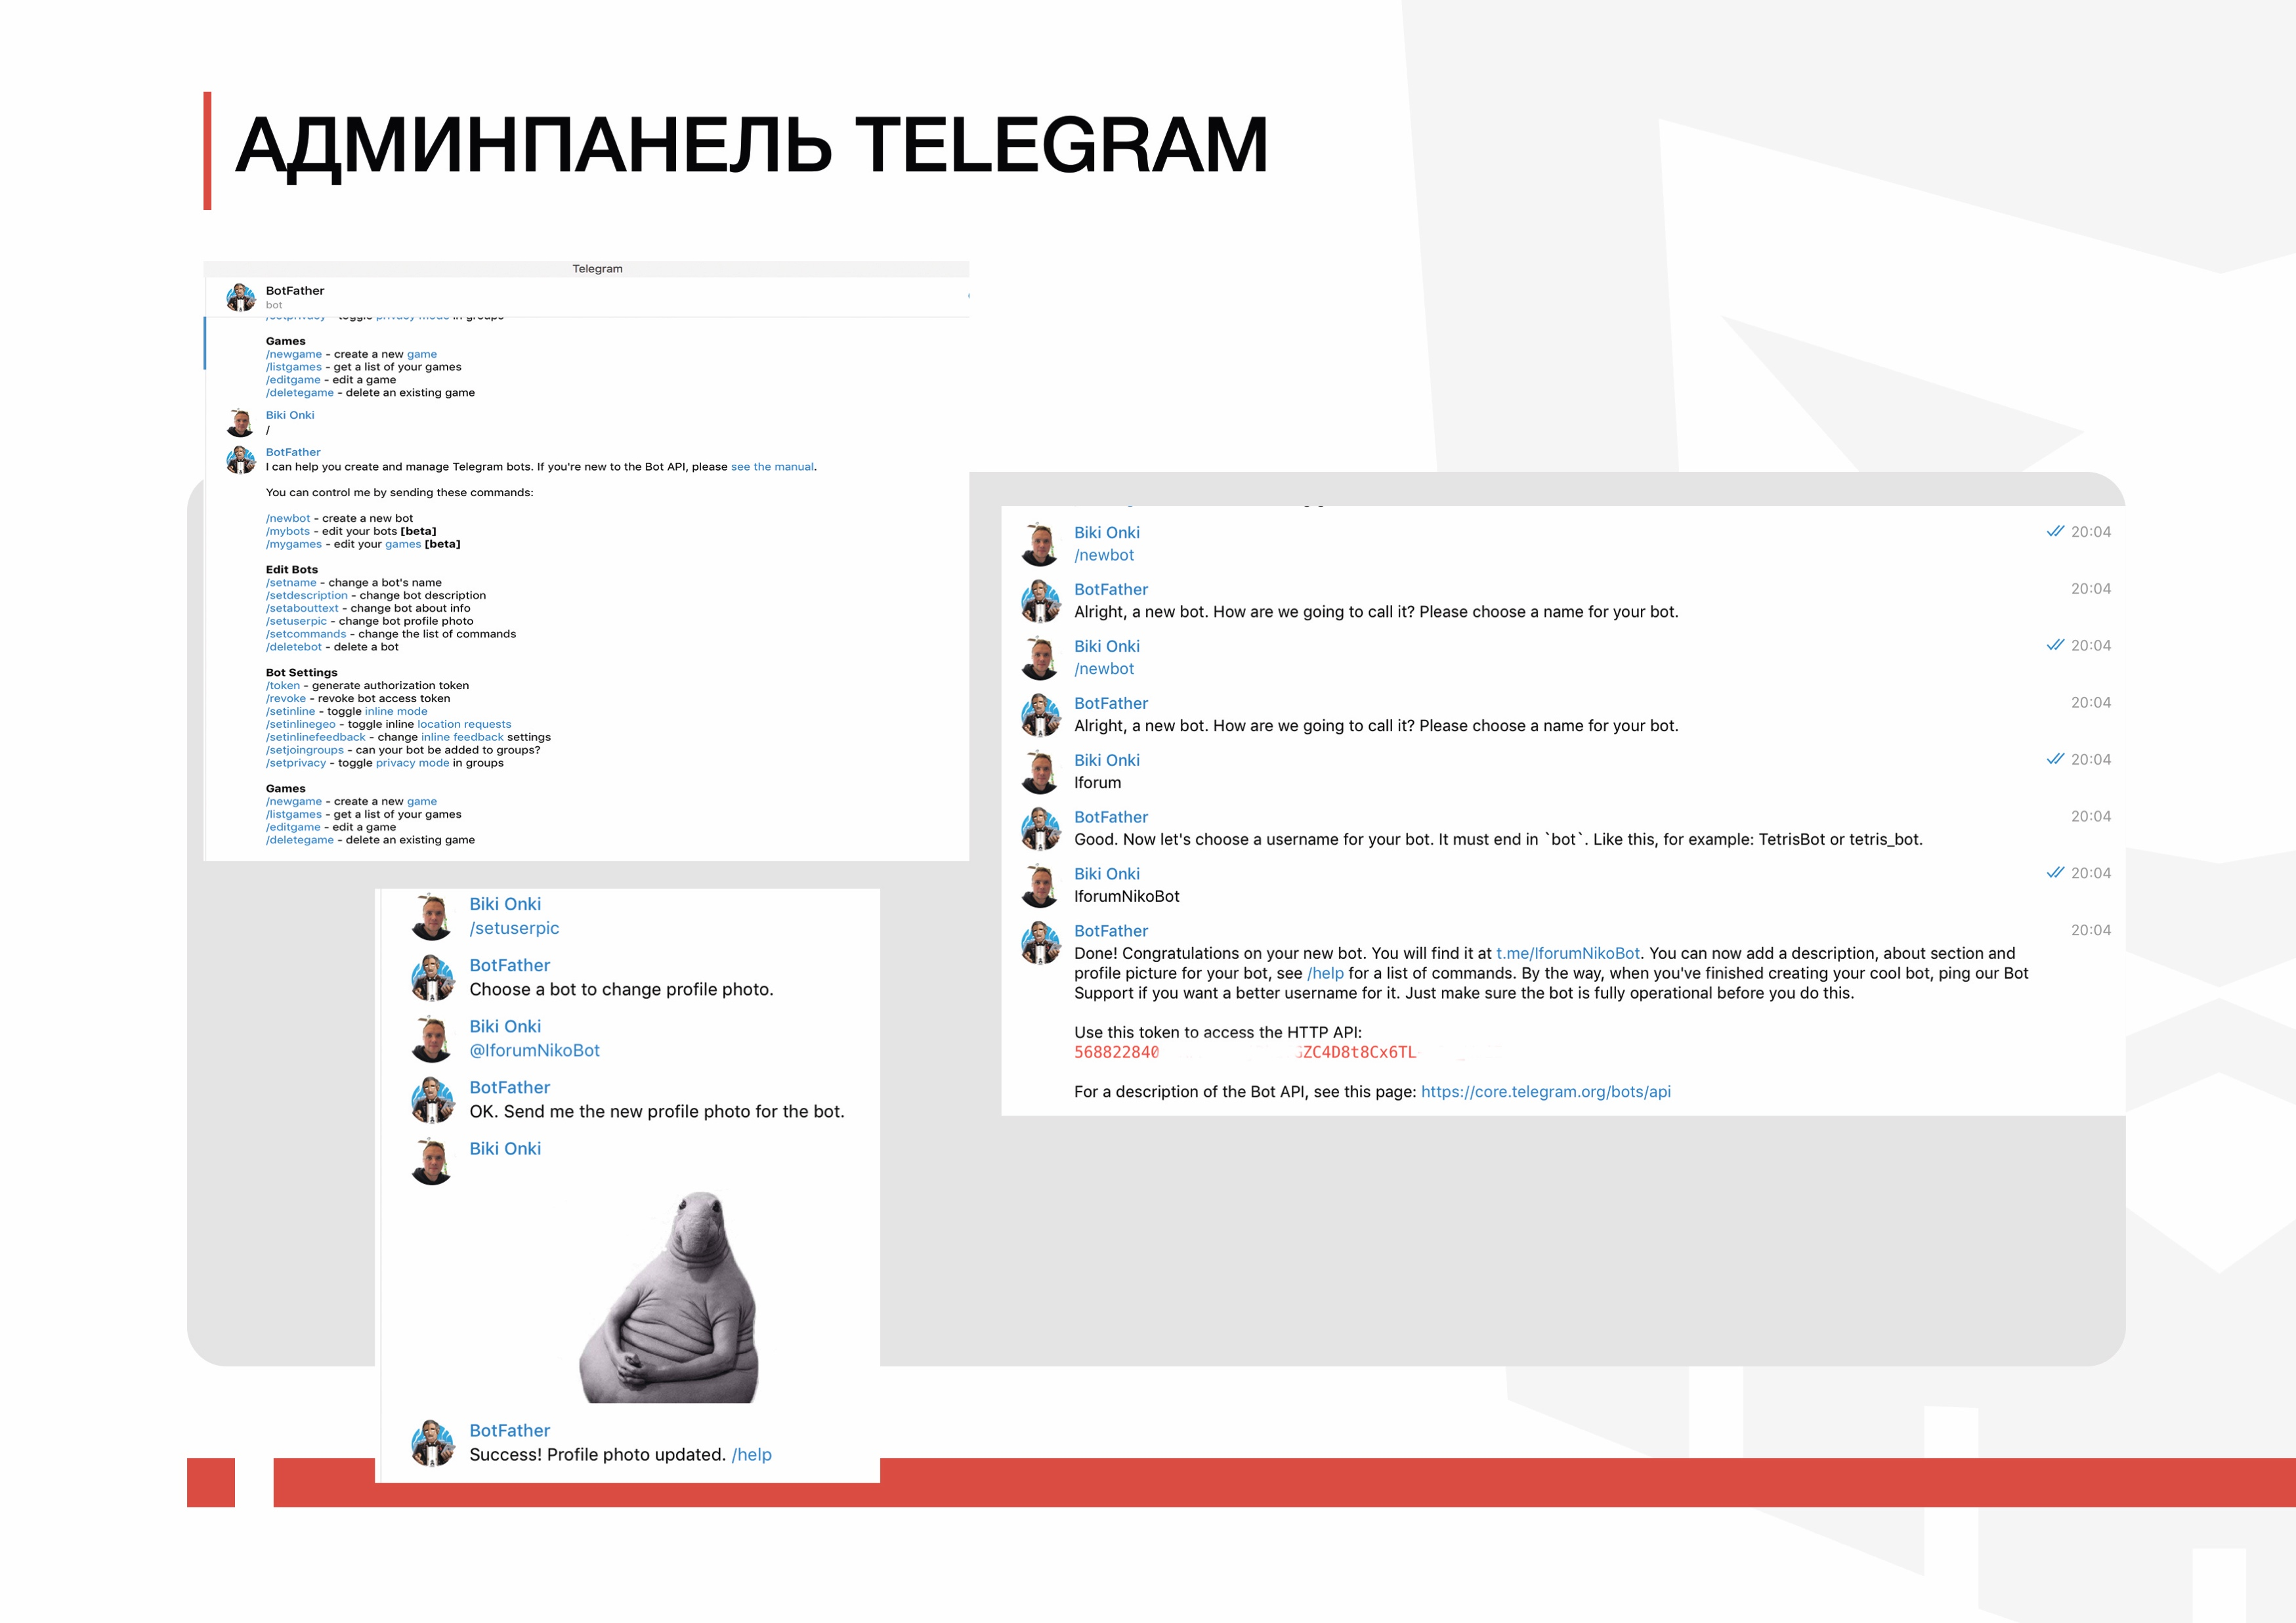 АДМИНПАНЕЛЬ TELEGRAM
Telegram
BotFather
bot
/setprivacy - toggle privacy mode in groups
Games
/newgame - create a new game
/listgames - get a list of your games
/editgame - edit a game
/deletegame - delete an existing game
Biki Onki
/
BotFather
I can help you create and manage Telegram bots. If you're new to the Bot API, please see the manual.
You can control me by sending these commands:
/newbot - create a new bot
/mybots - edit your bots [beta]
/mygames - edit your games [beta]
Edit Bots
/setname - change a bot's name
/setdescription - change bot description
/setabouttext - change bot about info
/setuserpic - change bot profile photo
/setcommands - change the list of commands
/deletebot - delete a bot
Bot Settings
/token - generate authorization token
/revoke - revoke bot access token
/setinline - toggle inline mode
/setinlinegeo - toggle inline location requests
/setinlinefeedback - change inline feedback settings
/setjoingroups - can your bot be added to groups?
/setprivacy - toggle privacy mode in groups
Games
/newgame - create a new game
/listgames - get a list of your games
/editgame - edit a game
/deletegame - delete an existing game
Biki Onki
/setuserpic
BotFather
Choose a bot to change profile photo.
Biki Onki
@IforumNikoBot
BotFather
OK. Send me the new profile photo for the bot.
Biki Onki
BotFather
Success! Profile photo updated. /help
Biki Onki 20:04
/newbot
BotFather 20:04
Alright, a new bot. How are we going to call it? Please choose a name for your bot.
Biki Onki 20:04
/newbot
BotFather 20:04
Alright, a new bot. How are we going to call it? Please choose a name for your bot.
Biki Onki 20:04
Iforum
BotFather 20:04
Good. Now let's choose a username for your bot. It must end in `bot`. Like this, for example: TetrisBot or tetris_bot.
Biki Onki 20:04
IforumNikoBot
BotFather 20:04
Done! Congratulations on your new bot. You will find it at t.me/IforumNikoBot. You can now add a description, about section and
profile picture for your bot, see /help for a list of commands. By the way, when you've finished creating your cool bot, ping our Bot
Support if you want a better username for it. Just make sure the bot is fully operational before you do this.
Use this token to access the HTTP API:
568822840 GZC4D8t8Cx6TL
For a description of the Bot API, see this page: https://core.telegram.org/bots/api